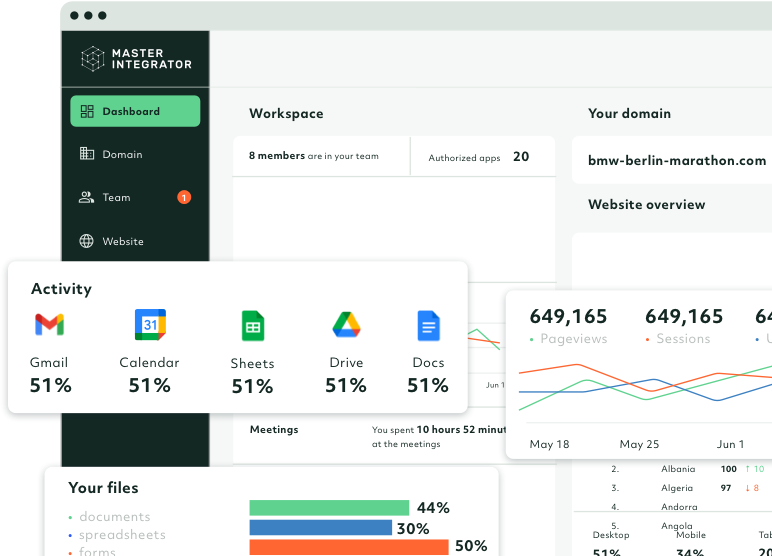 MASTER
INTEGRATOR
Dashboard
Domain
Team
1
Website
Workspace
8 members are in your team
Authorized apps 20
Your domain
bmw-berlin-marathon.com
Website overview
Activity
31
Gmail
Calendar
Sheets
Drive
Docs
51%
51%
51%
51%
51%
Jun 1
649,165
649,165
Pageviews
Sessions
May 18
May 25
Jun 1
Meetings
You spent 10 hours 52
at the meetings
2. Albania 100 ↑ 10
3. Algeria 97 ↓ 8
4. Andorra
5. Angola
Desktop
Mobile
51%
34%
Your files
• documents
• spreadsheets
• forms
44%
30%
50%